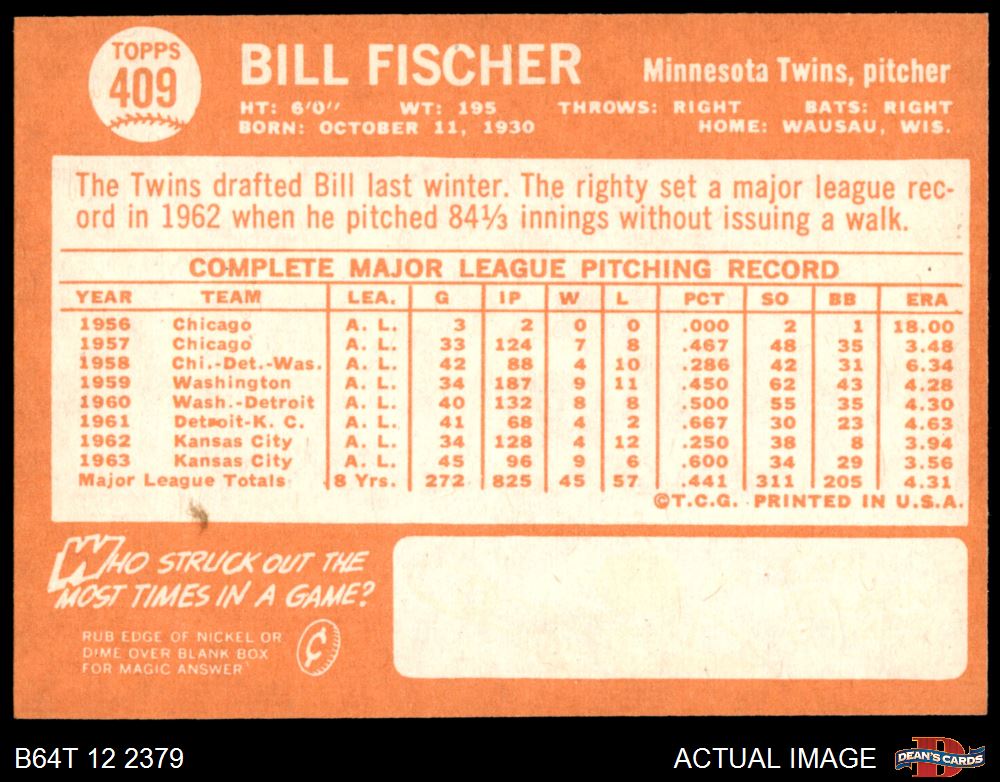 TOPPS
409
BILL FISCHER
Minnesota Twins, pitcher
HT: 6'0" WT: 195 THROWS: RIGHT BATS: RIGHT
BORN: OCTOBER 11, 1930 HOME: WAUSAU, WIS.
The Twins drafted Bill last winter. The righty set a major league rec-
ord in 1962 when he pitched 84⅓ innings without issuing a walk.
COMPLETE MAJOR LEAGUE PITCHING RECORD
YEAR TEAM LEA. G IP W L PCT SO BB ERA
1956 Chicago A. L. 3 2 0 0 .000 2 1 18.00
1957 Chicago A. L. 33 124 7 8 .467 48 35 3.48
1958 Chi.-Det.-Was. A. L. 42 88 4 10 .286 42 31 6.34
1959 Washington A. L. 34 187 9 11 .450 62 43 4.28
1960 Wash.-Detroit A. L. 40 132 8 8 .500 55 35 4.30
1961 Detroit-K. C. A. L. 41 68 4 2 .667 30 23 4.63
1962 Kansas City A. L. 34 128 4 12 .250 38 8 3.94
1963 Kansas City A. L. 45 96 9 6 .600 34 29 3.56
Major League Totals 8 Yrs. 272 825 45 57 .441 311 205 4.31
©T.C.G. PRINTED IN U.S.A.
WHO STRUCK OUT THE
MOST TIMES IN A GAME?
RUB EDGE OF NICKEL OR
DIME OVER BLANK BOX
FOR MAGIC ANSWER
¢
B64T 12 2379 ACTUAL IMAGE
D
DEAN'S CARDS